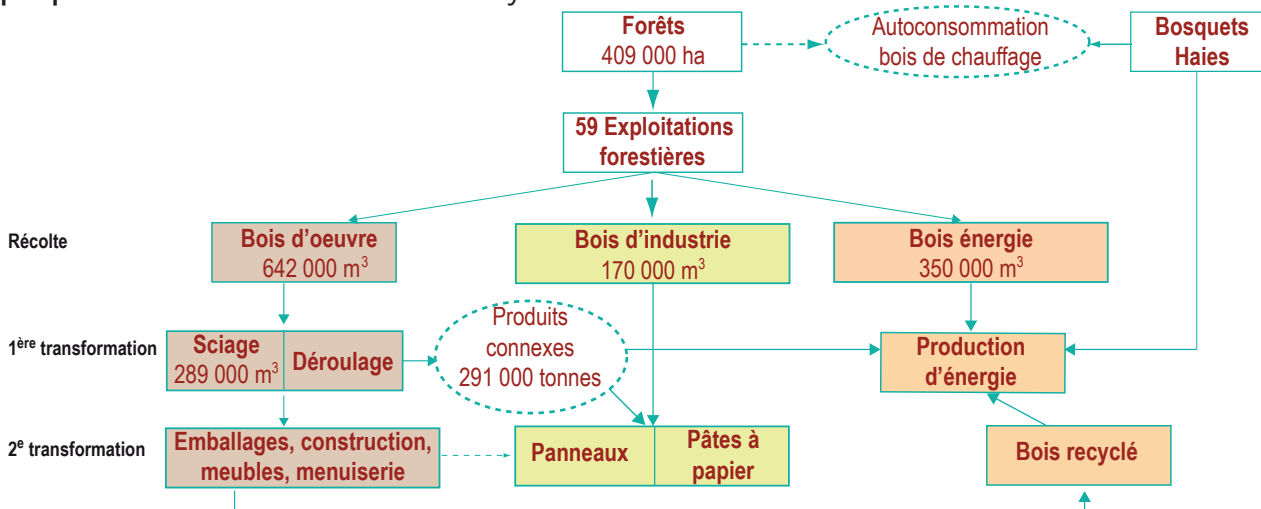 Forêts
409 000 ha
Autoconsommation
bois de chauffage
Bosquets
Haies
59 Exploitations
forestières
Récolte
Bois d'oeuvre
642 000 m³
Bois d'industrie
170 000 m³
Bois énergie
350 000 m³
1ère transformation
Sciage
289 000 m³
Déroulage
Produits
connexes
291 000 tonnes
Production
d'énergie
2e transformation
Emballages, construction,
meubles, menuiserie
Panneaux
Pâtes à
papier
Bois recyclé